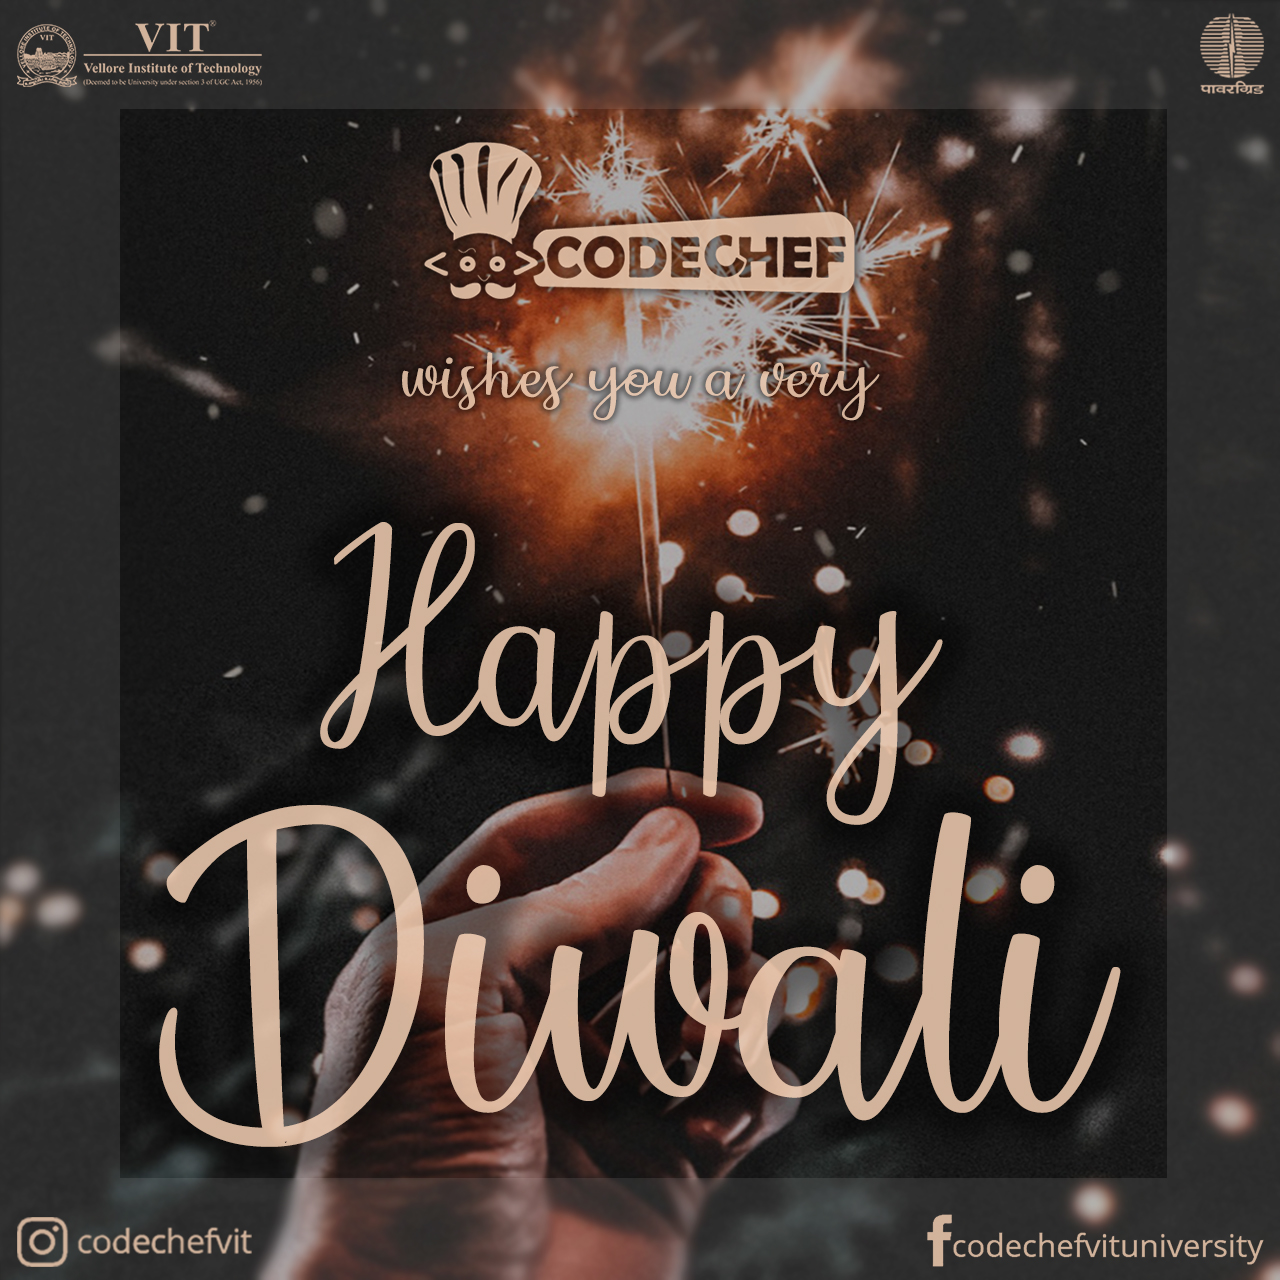 VIT®
Vellore Institute of Technology
(Deemed to be University under section 3 of UGC Act, 1956)
VIT
पावरग्रिड
CODECHEF
wishes you a very
Happy
Diwali
codechefvit
codechefvituniversity